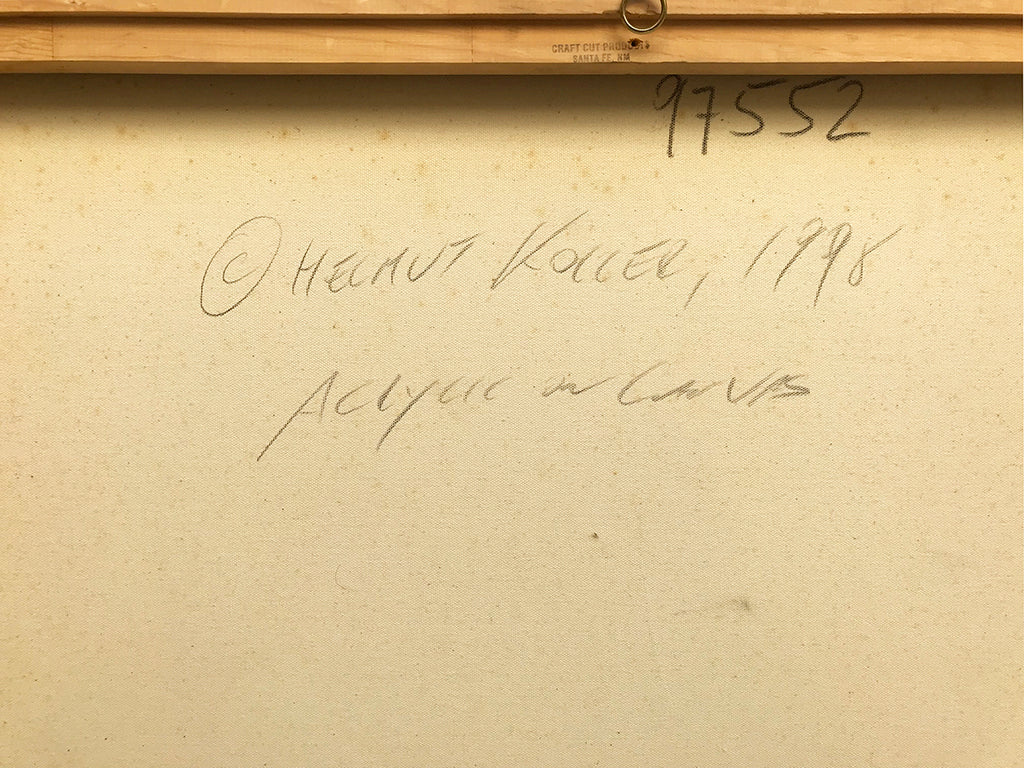 CRAFT CUT PRODUCTS
SANTA FE, NM
97552
© HELMUT KOLLER, 1998
ACRYLIC on CANVAS